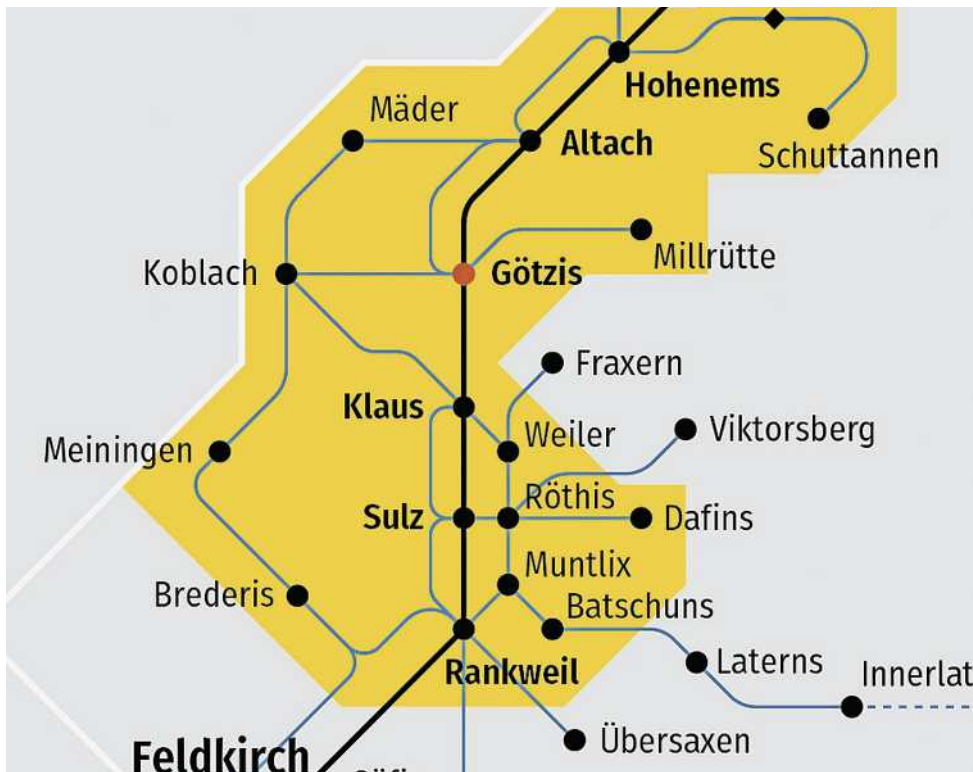 Hohenems
Mäder
Altach
Schuttannen
Koblach
Götzis
Millrütte
Fraxern
Klaus
Weiler
Viktorsberg
Meiningen
Röthis
Sulz
Dafins
Muntlix
Brederis
Batschuns
Rankweil
Laterns
Innerlat
Übersaxen
Feldkirch